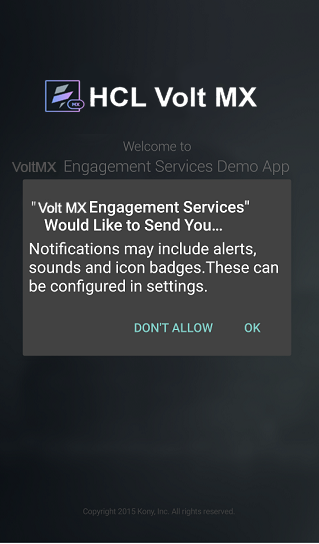 MX HCL Volt MX
Welcome to
VoltMX Engagement Services Demo App
"Volt MX Engagement Services"
Would Like to Send You...
Notifications may include alerts,
sounds and icon badges.These can
be configured in settings.
DON'T ALLOW OK
Copyright 2015 Kony, Inc. All rights reserved.